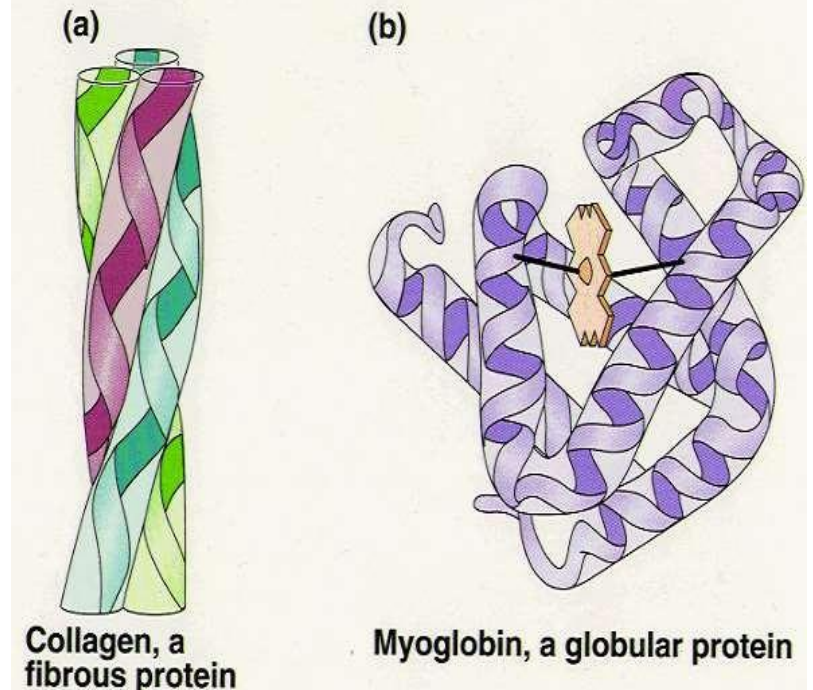 (a)
(b)
Collagen, a
fibrous protein
Myoglobin, a globular protein